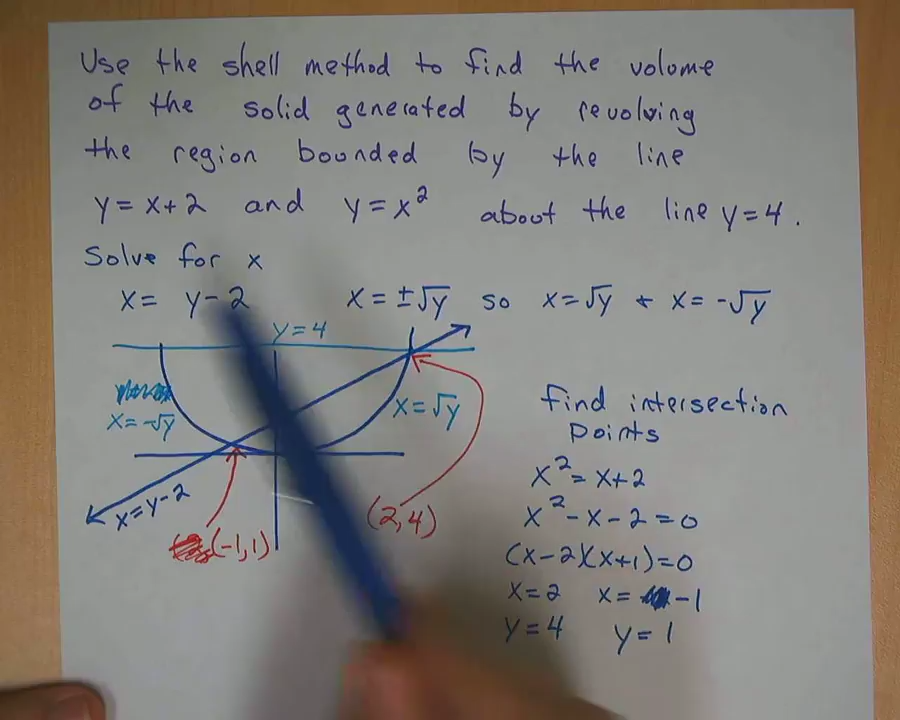 Use the shell method to find the volume
of the solid generated by revolving
the region bounded by the line
y = x+2 and y = x² about the line y=4.
Solve for x
x = y-2 x = ±√y so x = √y + x = -√y
y=4
x = -√y
x = √y
x = y-2
(-1,1)
(2,4)
find intersection
points
x² = x+2
x² - x - 2 = 0
(x-2)(x+1)=0
x=2 x= -1
y=4 y=1